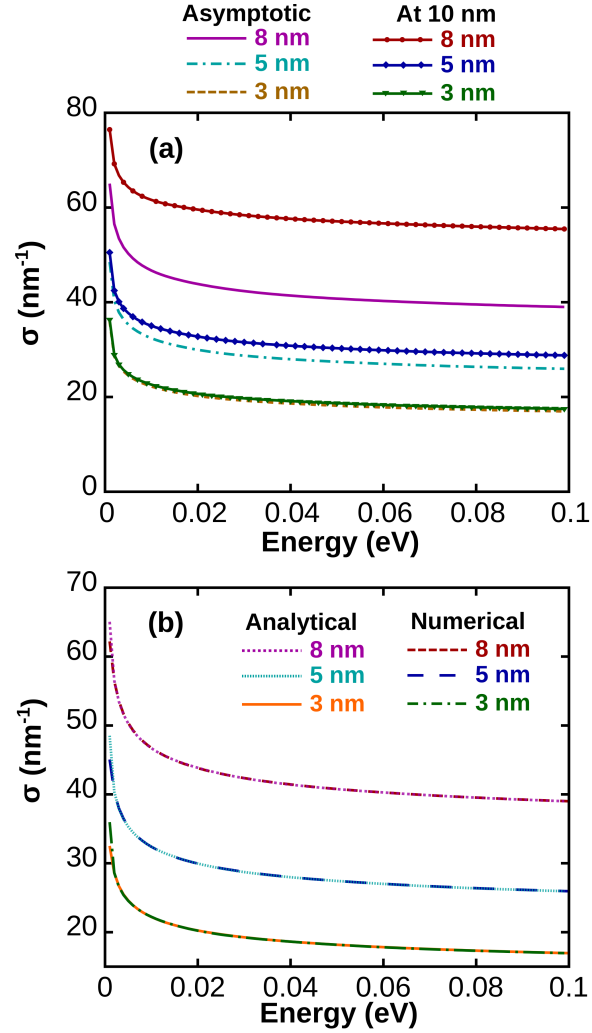 Asymptotic At 10 nm
8 nm 8 nm
5 nm 5 nm
3 nm 3 nm
80
(a)
60
40
20
0
σ (nm-1)
0 0.02 0.04 0.06 0.08 0.1
Energy (eV)
70
(b) Analytical Numerical
8 nm 8 nm
60
5 nm 5 nm
3 nm 3 nm
50
40
30
20
σ (nm-1)
0 0.02 0.04 0.06 0.08 0.1
Energy (eV)